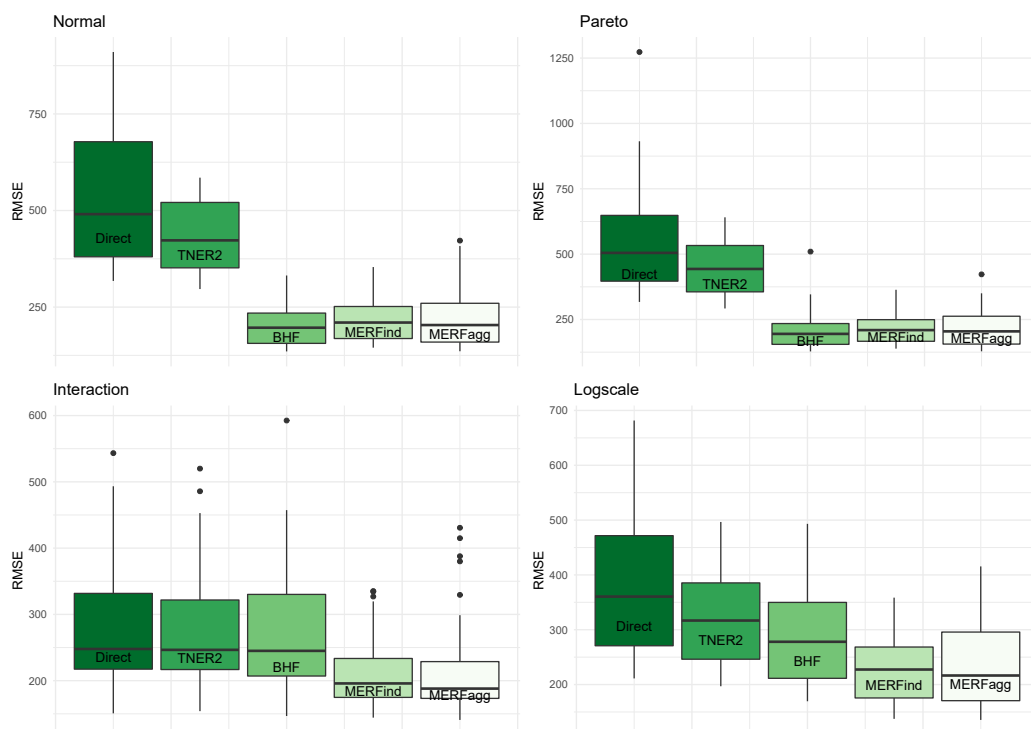 Normal
RMSE
750
500
250
Direct
TNER2
BHF
MERFind
MERFagg
Pareto
RMSE
1250
1000
750
500
250
Direct
TNER2
BHF
MERFind
MERFagg
Interaction
RMSE
600
500
400
300
200
Direct
TNER2
BHF
MERFind
MERFagg
Logscale
RMSE
700
600
500
400
300
200
Direct
TNER2
BHF
MERFind
MERFagg